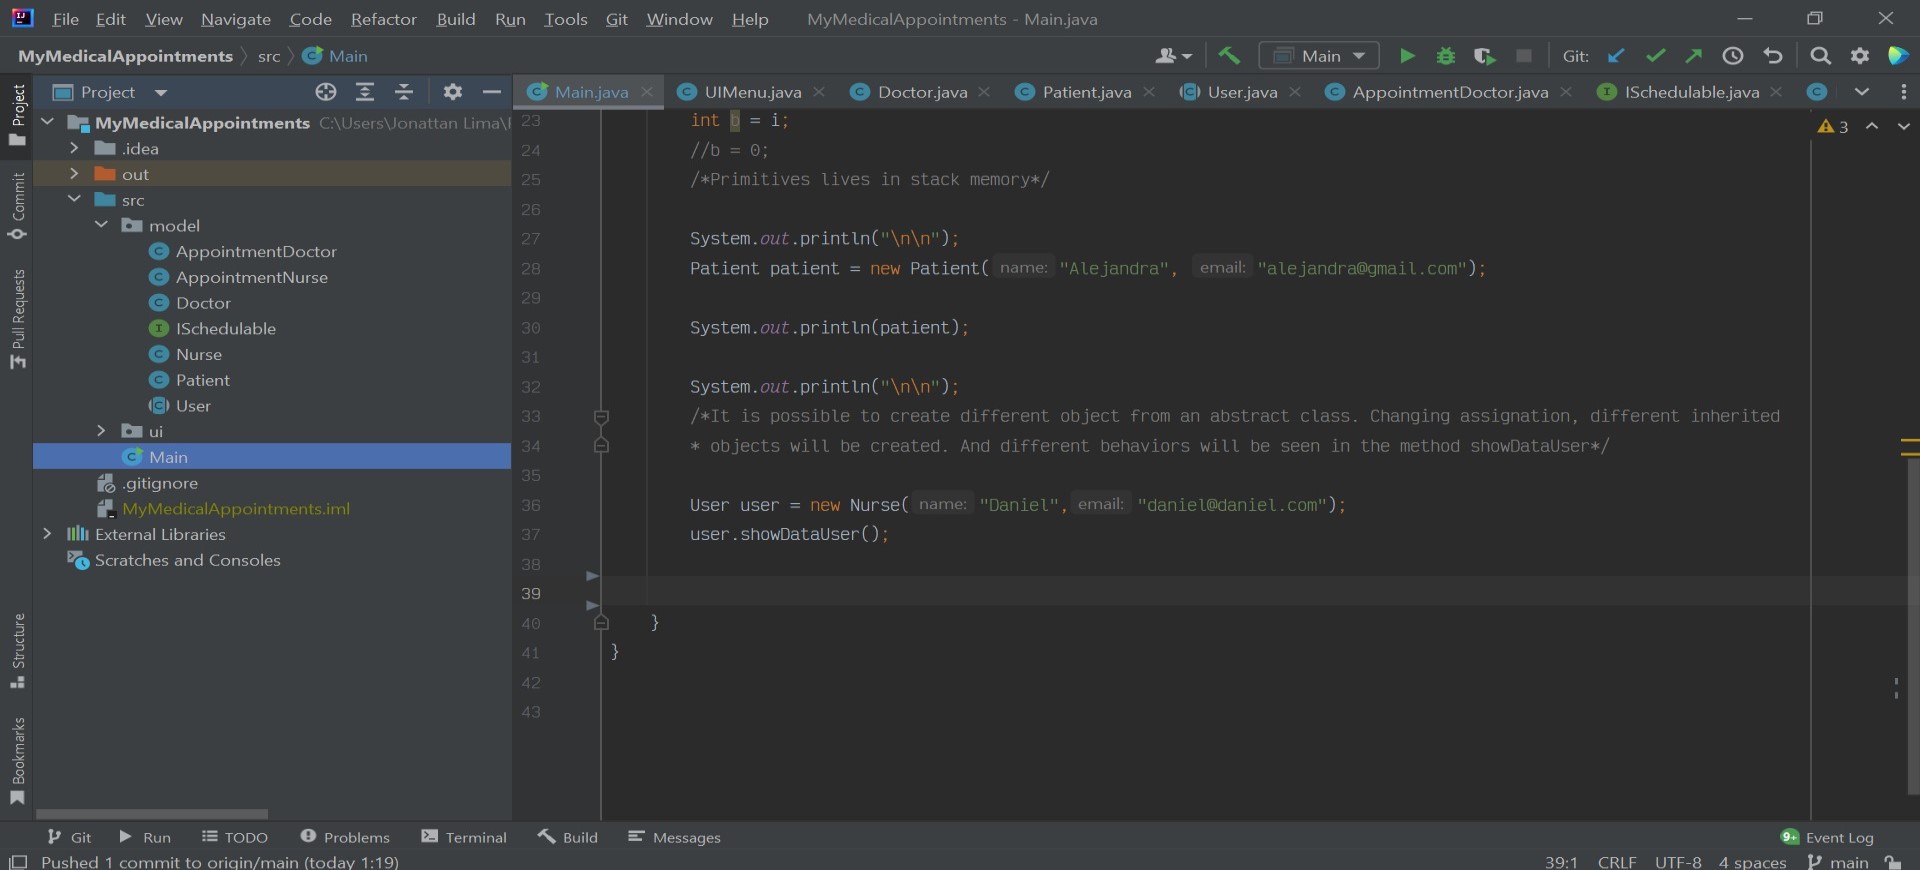 File Edit View Navigate Code Refactor Build Run Tools Git Window Help MyMedicalAppointments - Main.java
MyMedicalAppointments src Main Main Git:
Project Main.java UIMenu.java Doctor.java Patient.java User.java AppointmentDoctor.java ISchedulable.java
MyMedicalAppointments C:\Users\Jonattan Lima\
.idea
out
src
model
AppointmentDoctor
AppointmentNurse
Doctor
ISchedulable
Nurse
Patient
User
ui
Main
.gitignore
MyMedicalAppointments.iml
External Libraries
Scratches and Consoles
Project
Commit
Pull Requests
Structure
Bookmarks
23 int b = i;
24 //b = 0;
25 /*Primitives lives in stack memory*/
26
27 System.out.println("\n\n");
28 Patient patient = new Patient( name: "Alejandra", email: "alejandra@gmail.com");
29
30 System.out.println(patient);
31
32 System.out.println("\n\n");
33 /*It is possible to create different object from an abstract class. Changing assignation, different inherited
34 * objects will be created. And different behaviors will be seen in the method showDataUser*/
35
36 User user = new Nurse( name: "Daniel", email: "daniel@daniel.com");
37 user.showDataUser();
38
39
40 }
41 }
42
43
3
Git Run TODO Problems Terminal Build Messages 9+ Event Log
Pushed 1 commit to origin/main (today 1:19) 39:1 CRLF UTF-8 4 spaces main